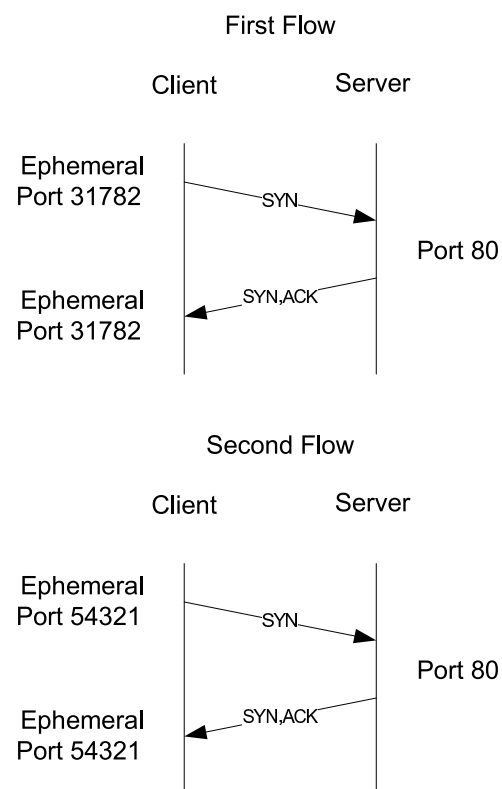 First Flow
Client
Server
Ephemeral
Port 31782
SYN
Port 80
SYN,ACK
Ephemeral
Port 31782
Second Flow
Client
Server
Ephemeral
Port 54321
SYN
Port 80
SYN,ACK
Ephemeral
Port 54321